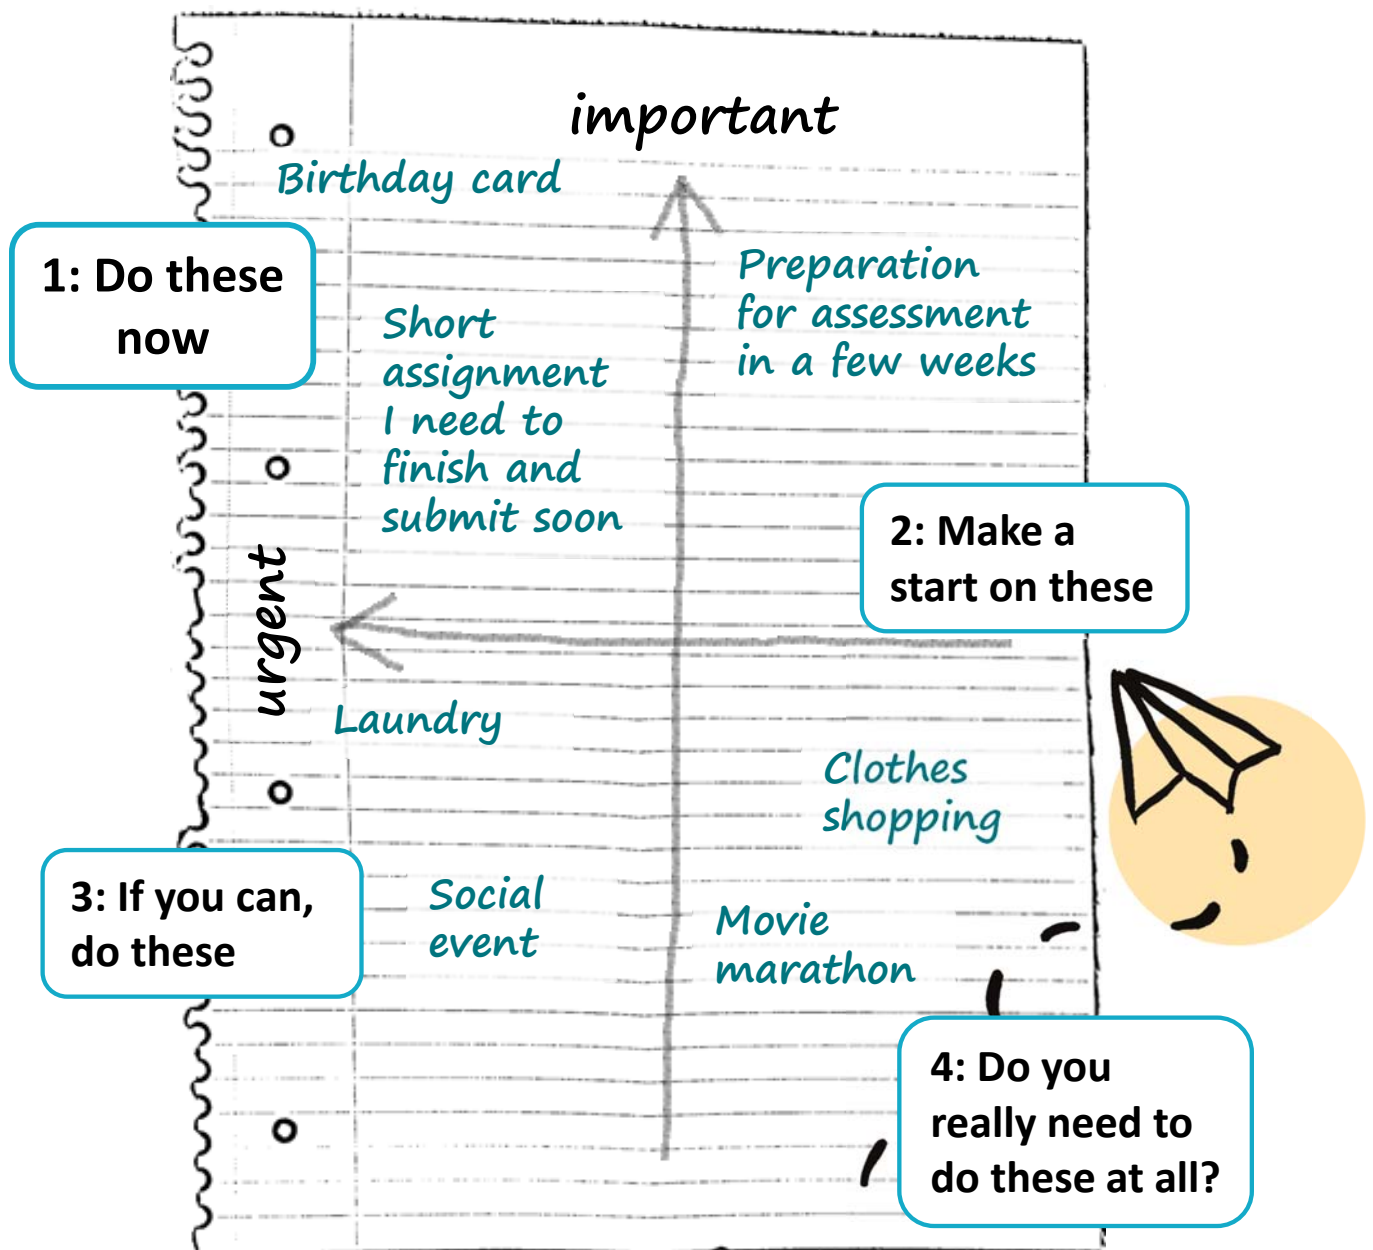 important
Birthday card
1: Do these
now
Short
assignment
I need to
finish and
submit soon
Preparation
for assessment
in a few weeks
2: Make a
start on these
urgent
Laundry
Clothes
shopping
3: If you can,
do these
Social
event
Movie
marathon
4: Do you
really need to
do these at all?